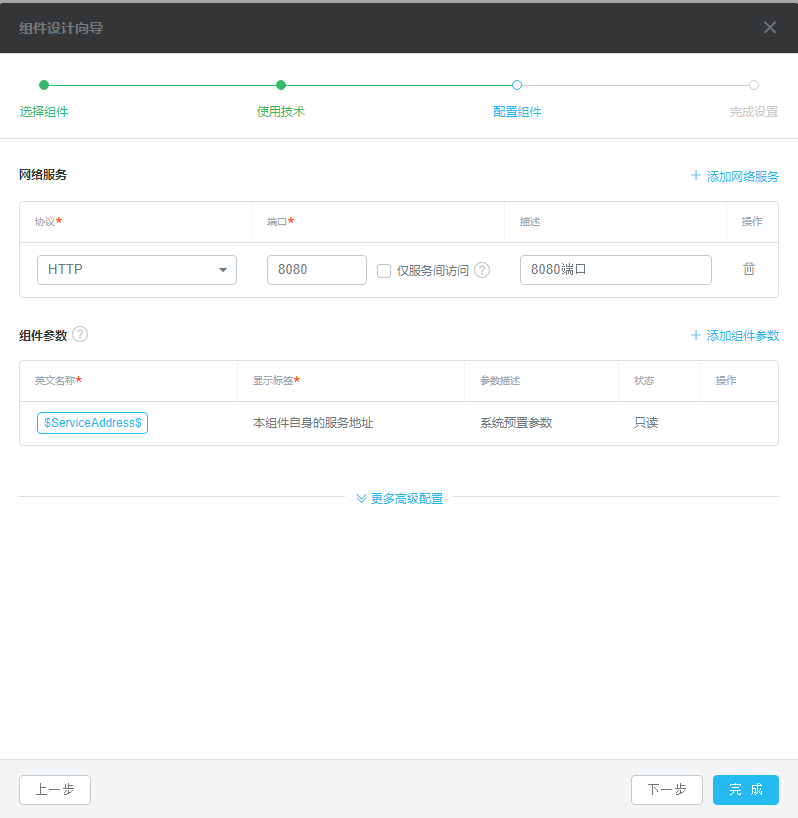 组件设计向导
选择组件 使用技术 配置组件 完成设置
网络服务 + 添加网络服务
协议* 端口* 描述 操作
HTTP 8080 仅服务间访问 ? 8080端口
组件参数 ? + 添加组件参数
英文名称* 显示标签* 参数描述 状态 操作
$ServiceAddress$ 本组件自身的服务地址 系统预置参数 只读
更多高级配置
上一步 下一步 完 成